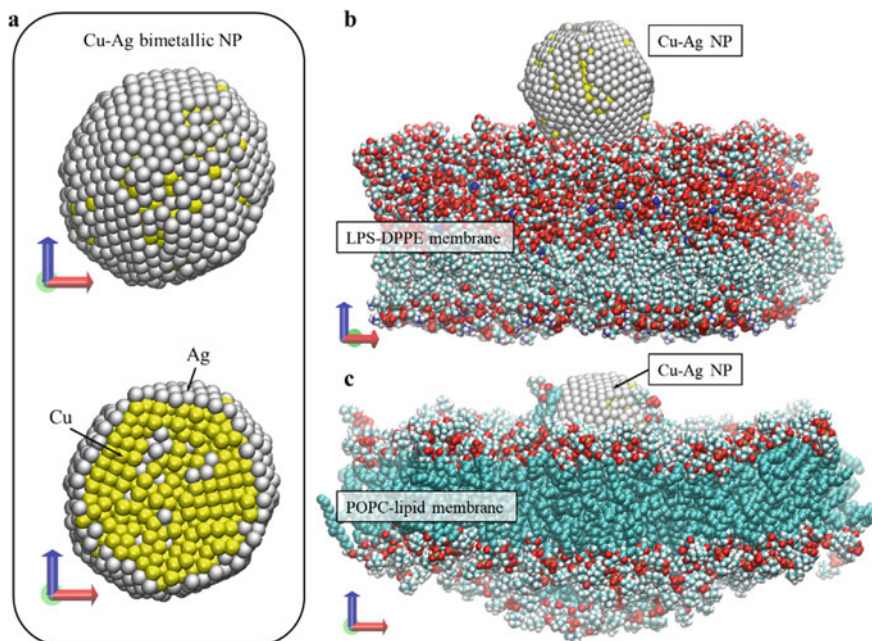 a
Cu-Ag bimetallic NP
Ag
Cu
b
Cu-Ag NP
LPS-DPPE membrane
c
Cu-Ag NP
POPC-lipid membrane